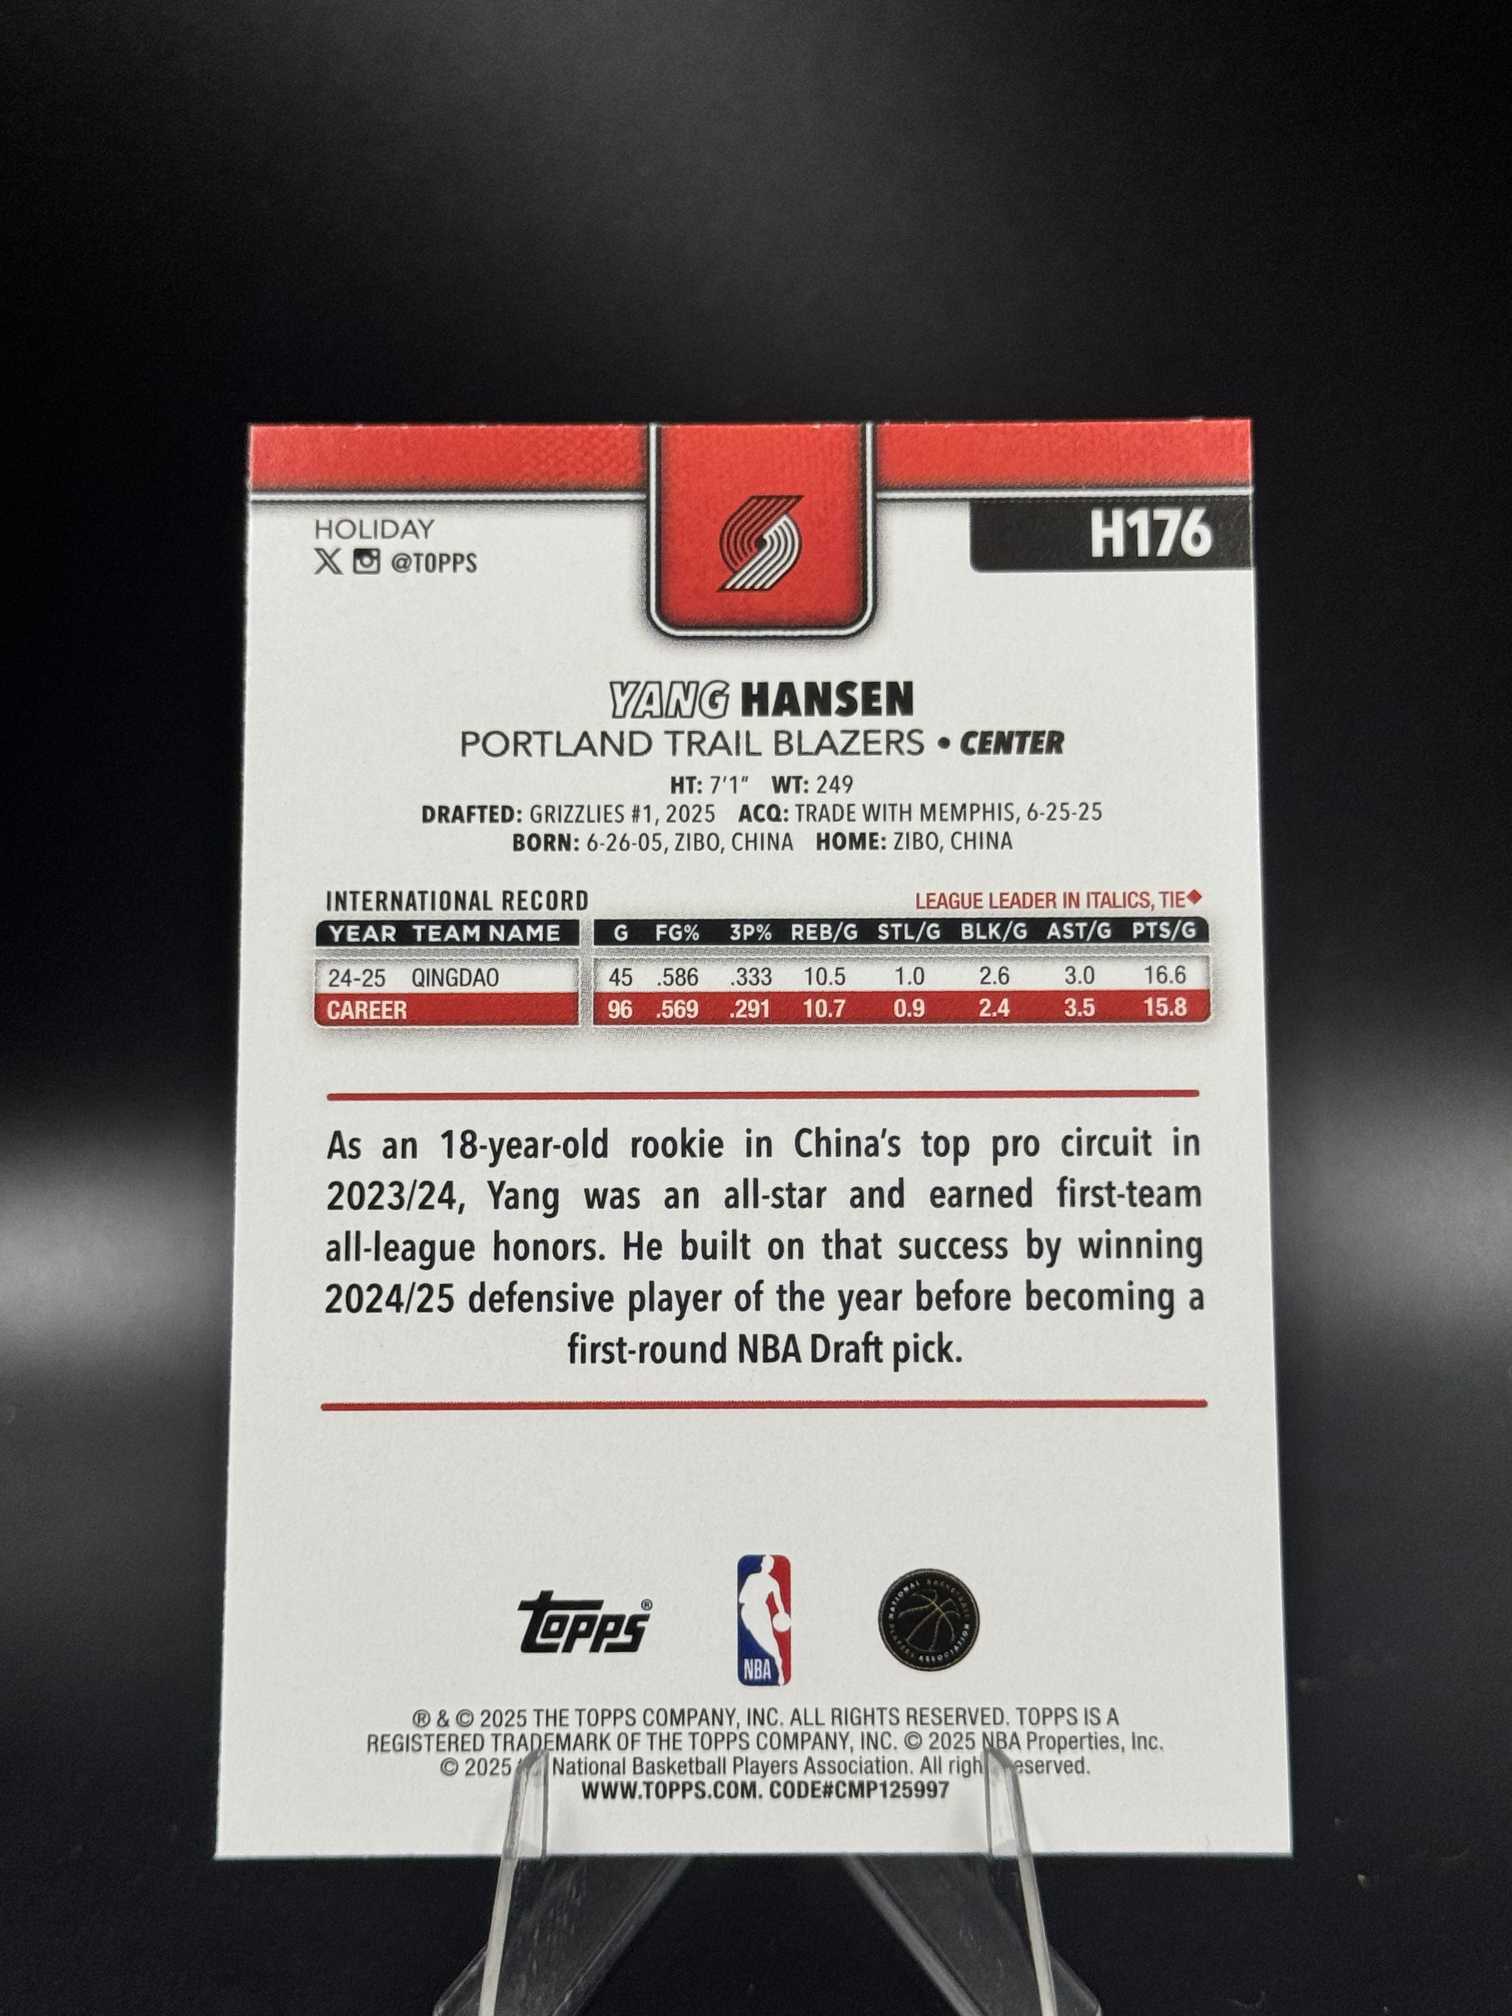 HOLIDAY
X @TOPPS
H176
YANG HANSEN
PORTLAND TRAIL BLAZERS • CENTER
HT: 7'1" WT: 249
DRAFTED: GRIZZLIES #1, 2025 ACQ: TRADE WITH MEMPHIS, 6-25-25
BORN: 6-26-05, ZIBO, CHINA HOME: ZIBO, CHINA
INTERNATIONAL RECORD LEAGUE LEADER IN ITALICS, TIE◆
YEAR TEAM NAME G FG% 3P% REB/G STL/G BLK/G AST/G PTS/G
24-25 QINGDAO 45 .586 .333 10.5 1.0 2.6 3.0 16.6
CAREER 96 .569 .291 10.7 0.9 2.4 3.5 15.8
As an 18-year-old rookie in China's top pro circuit in
2023/24, Yang was an all-star and earned first-team
all-league honors. He built on that success by winning
2024/25 defensive player of the year before becoming a
first-round NBA Draft pick.
Topps®
NBA
NATIONAL BASKETBALL PLAYERS ASSOCIATION
® & © 2025 THE TOPPS COMPANY, INC. ALL RIGHTS RESERVED. TOPPS IS A
REGISTERED TRADEMARK OF THE TOPPS COMPANY, INC. © 2025 NBA Properties, Inc.
© 2025 National Basketball Players Association. All rights reserved.
WWW.TOPPS.COM. CODE#CMP125997